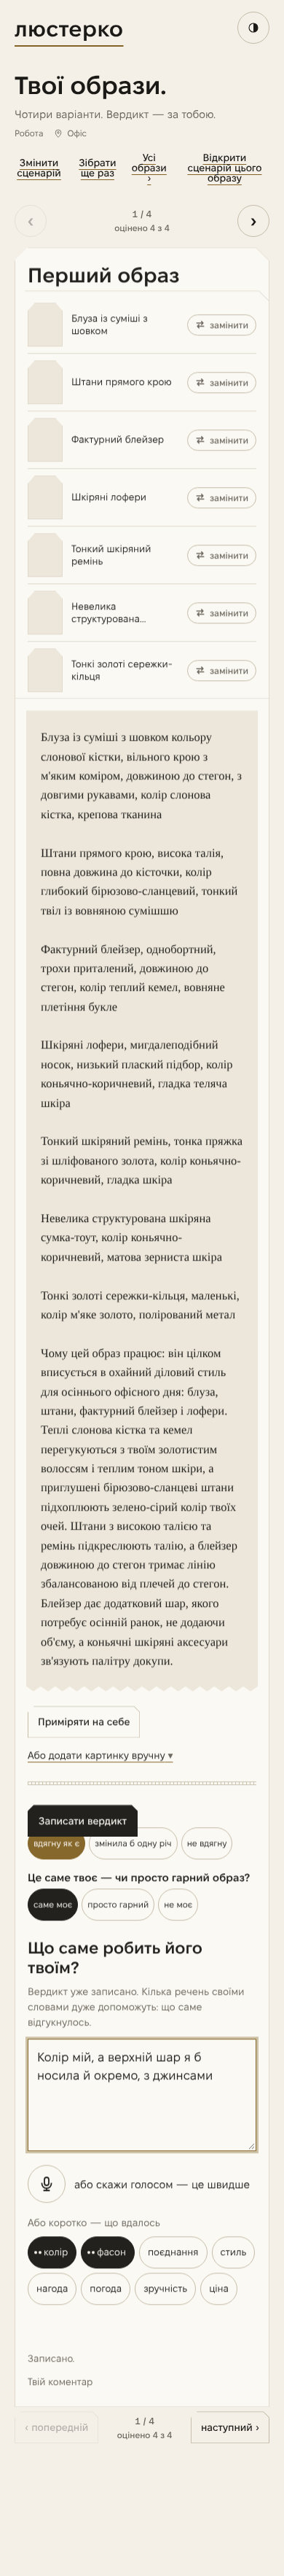 люстерко
Твої образи.
Чотири варіанти. Вердикт — за тобою.
Робота Офіс
Змінити сценарій
Зібрати ще раз
Усі образи ›
Відкрити сценарій цього образу
‹
1 / 4
оцінено 4 з 4
›
Перший образ
Блуза із суміші з
шовком
замінити
Штани прямого крою
замінити
Фактурний блейзер
замінити
Шкіряні лофери
замінити
Тонкий шкіряний
ремінь
замінити
Невелика
структурована…
замінити
Тонкі золоті сережки-
кільця
замінити
Блуза із суміші з шовком кольору
слонової кістки, вільного крою з
м'яким коміром, довжиною до стегон, з
довгими рукавами, колір слонова
кістка, крепова тканина
Штани прямого крою, висока талія,
повна довжина до кісточки, колір
глибокий бірюзово-сланцевий, тонкий
твіл із вовняною сумішшю
Фактурний блейзер, однобортний,
трохи приталений, довжиною до
стегон, колір теплий кемел, вовняне
плетіння букле
Шкіряні лофери, мигдалеподібний
носок, низький плаский підбор, колір
коньячно-коричневий, гладка теляча
шкіра
Тонкий шкіряний ремінь, тонка пряжка
зі шліфованого золота, колір коньячно-
коричневий, гладка шкіра
Невелика структурована шкіряна
сумка-тоут, колір коньячно-
коричневий, матова зерниста шкіра
Тонкі золоті сережки-кільця, маленькі,
колір м'яке золото, полірований метал
Чому цей образ працює: він цілком
вписується в охайний діловий стиль
для осіннього офісного дня: блуза,
штани, фактурний блейзер і лофери.
Теплі слонова кістка та кемел
перегукуються з твоїм золотистим
волоссям і теплим тоном шкіри, а
приглушені бірюзово-сланцеві штани
підхоплюють зелено-сірий колір твоїх
очей. Штани з високою талією та
ремінь підкреслюють талію, а блейзер
довжиною до стегон тримає лінію
збалансованою від плечей до стегон.
Блейзер дає додатковий шар, якого
потребує осінній ранок, не додаючи
об'єму, а коньячні шкіряні аксесуари
зв'язують палітру докупи.
Приміряти на себе
Або додати картинку вручну ▾
Записати вердикт
вдягну як є
змінила б одну річ
не вдягну
Це саме твоє — чи просто гарний образ?
саме моє
просто гарний
не моє
Що саме робить його
твоїм?
Вердикт уже записано. Кілька речень своїми
словами дуже допоможуть: що саме
відгукнулось.
Колір мій, а верхній шар я б
носила й окремо, з джинсами
або скажи голосом — це швидше
Або коротко — що вдалось
•• колір
•• фасон
поєднання
стиль
нагода
погода
зручність
ціна
Записано.
Твій коментар
‹ попередній
1 / 4
оцінено 4 з 4
наступний ›